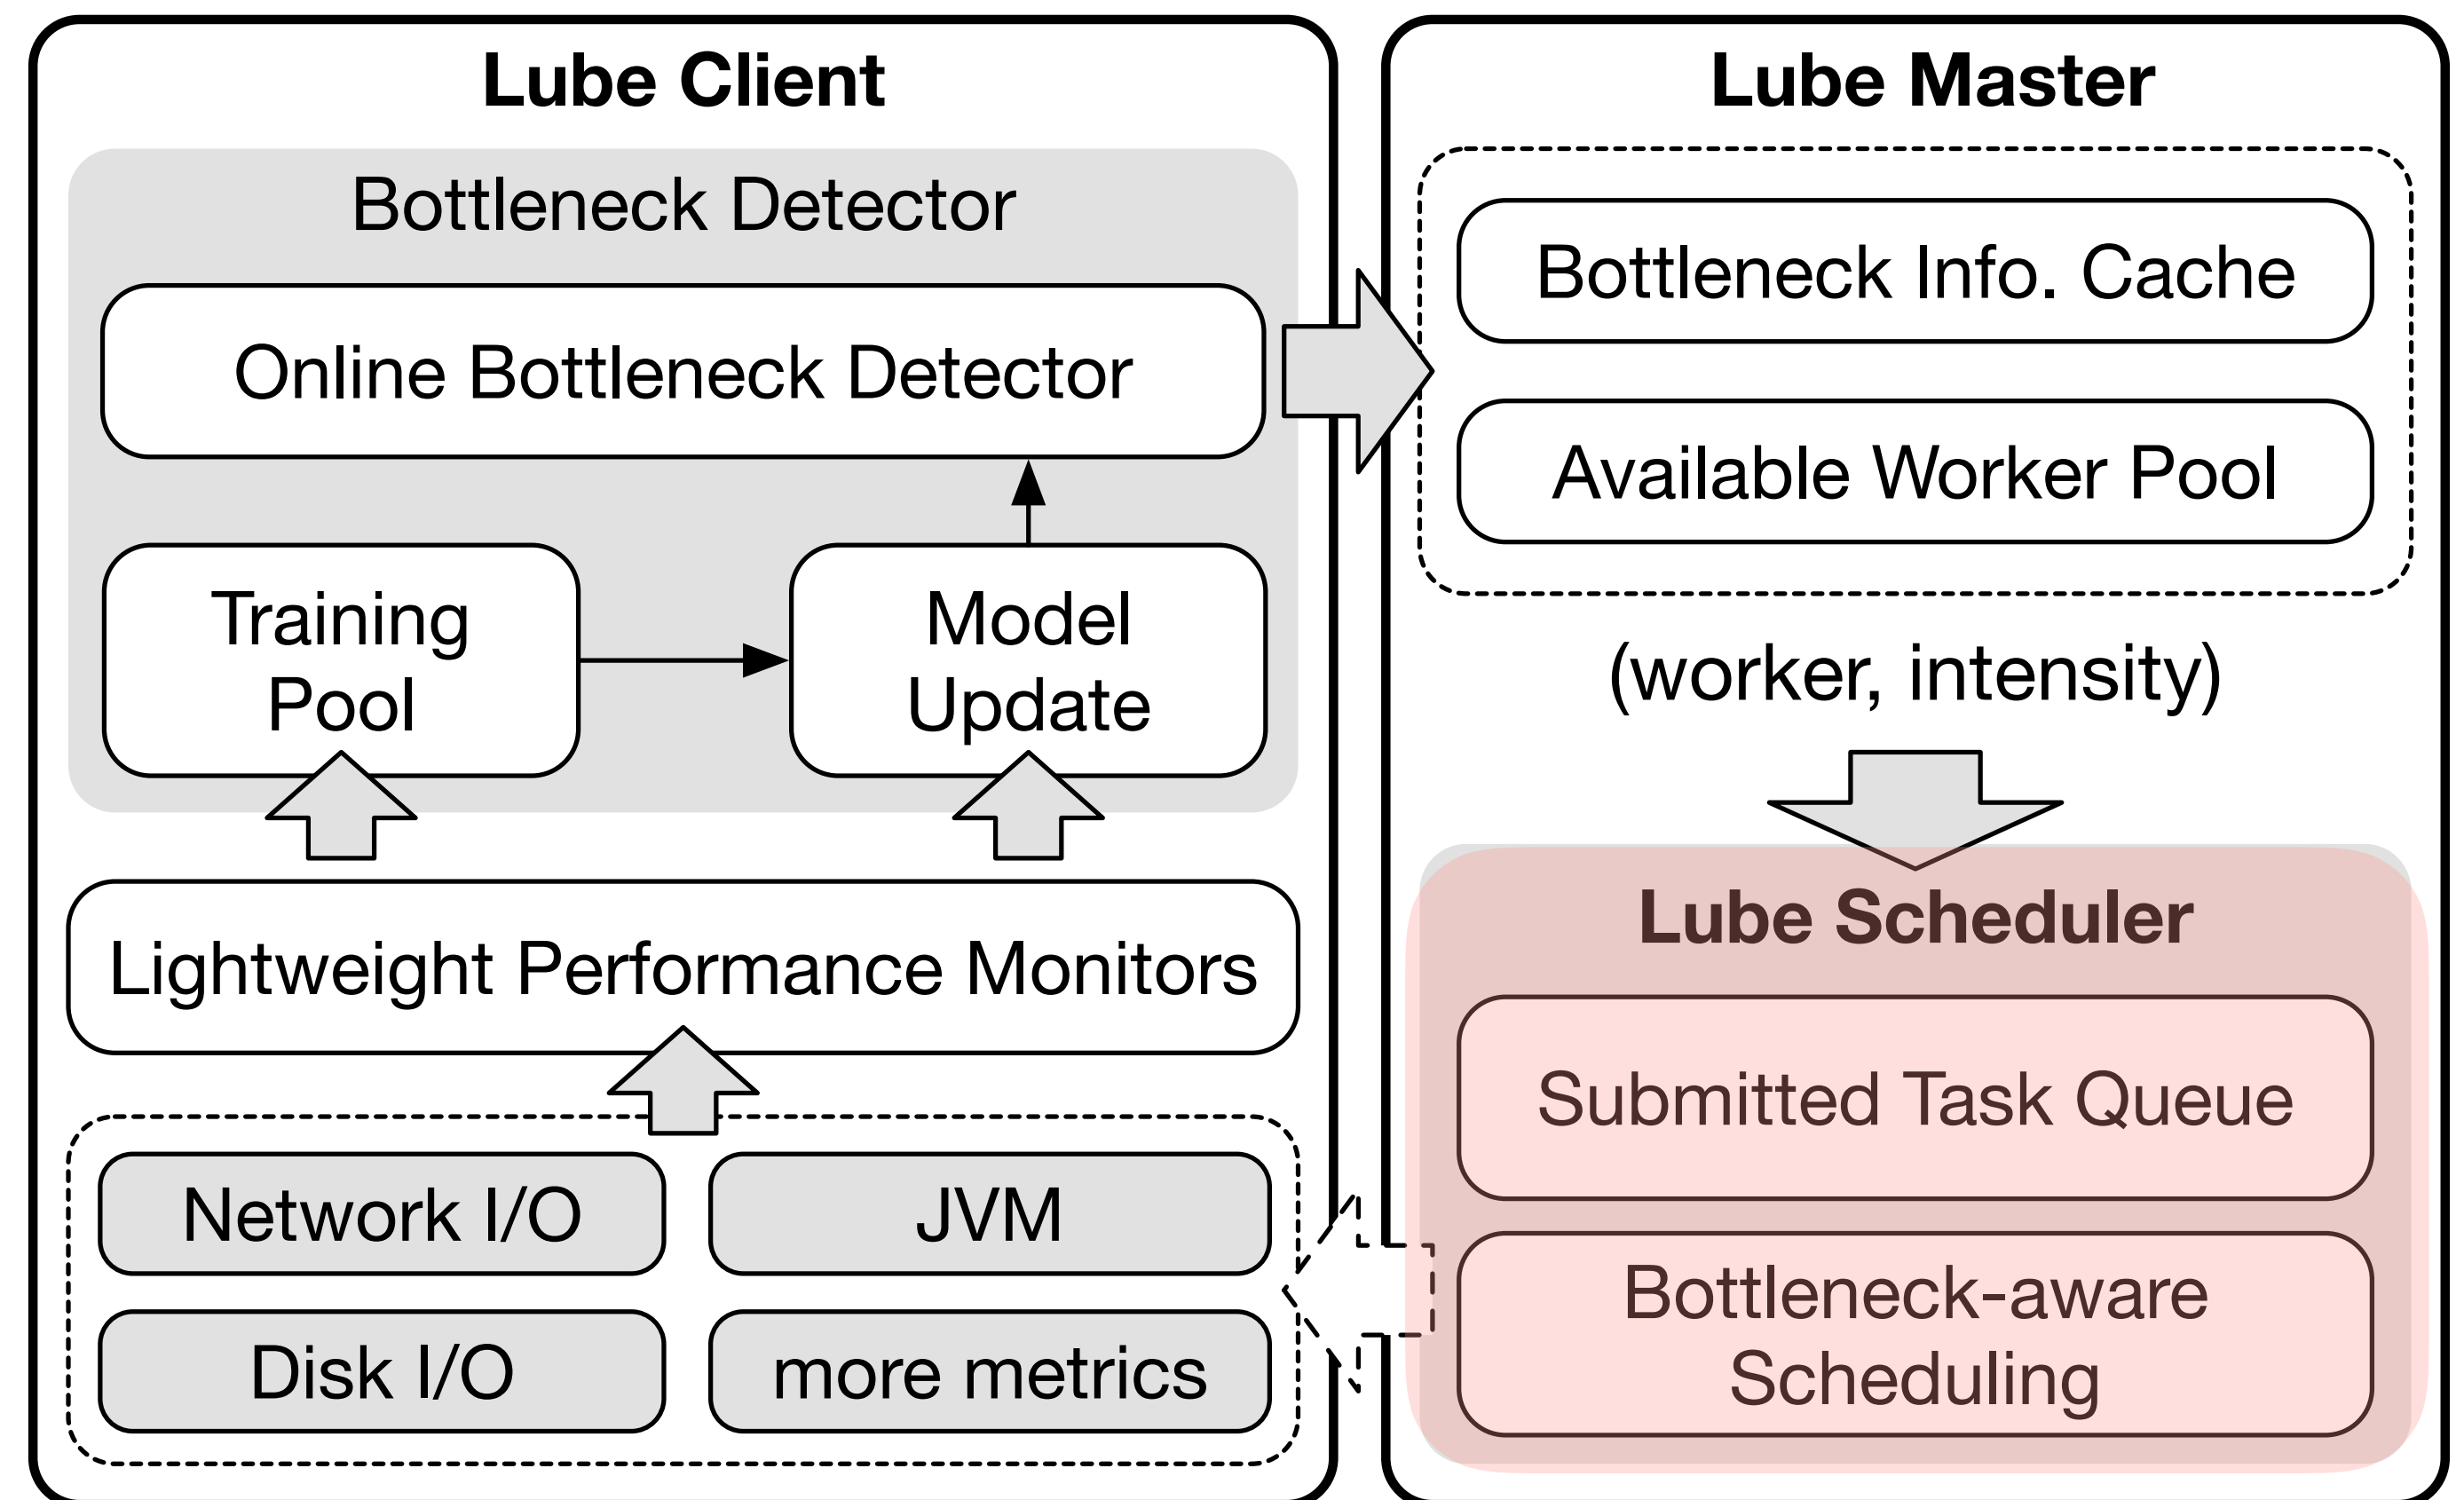 Lube Client
Bottleneck Detector
Online Bottleneck Detector
Training
Pool
Model
Update
Lightweight Performance Monitors
Network I/O
JVM
Disk I/O
more metrics
Lube Master
Bottleneck Info. Cache
Available Worker Pool
(worker, intensity)
Lube Scheduler
Submitted Task Queue
Bottleneck-aware
Scheduling